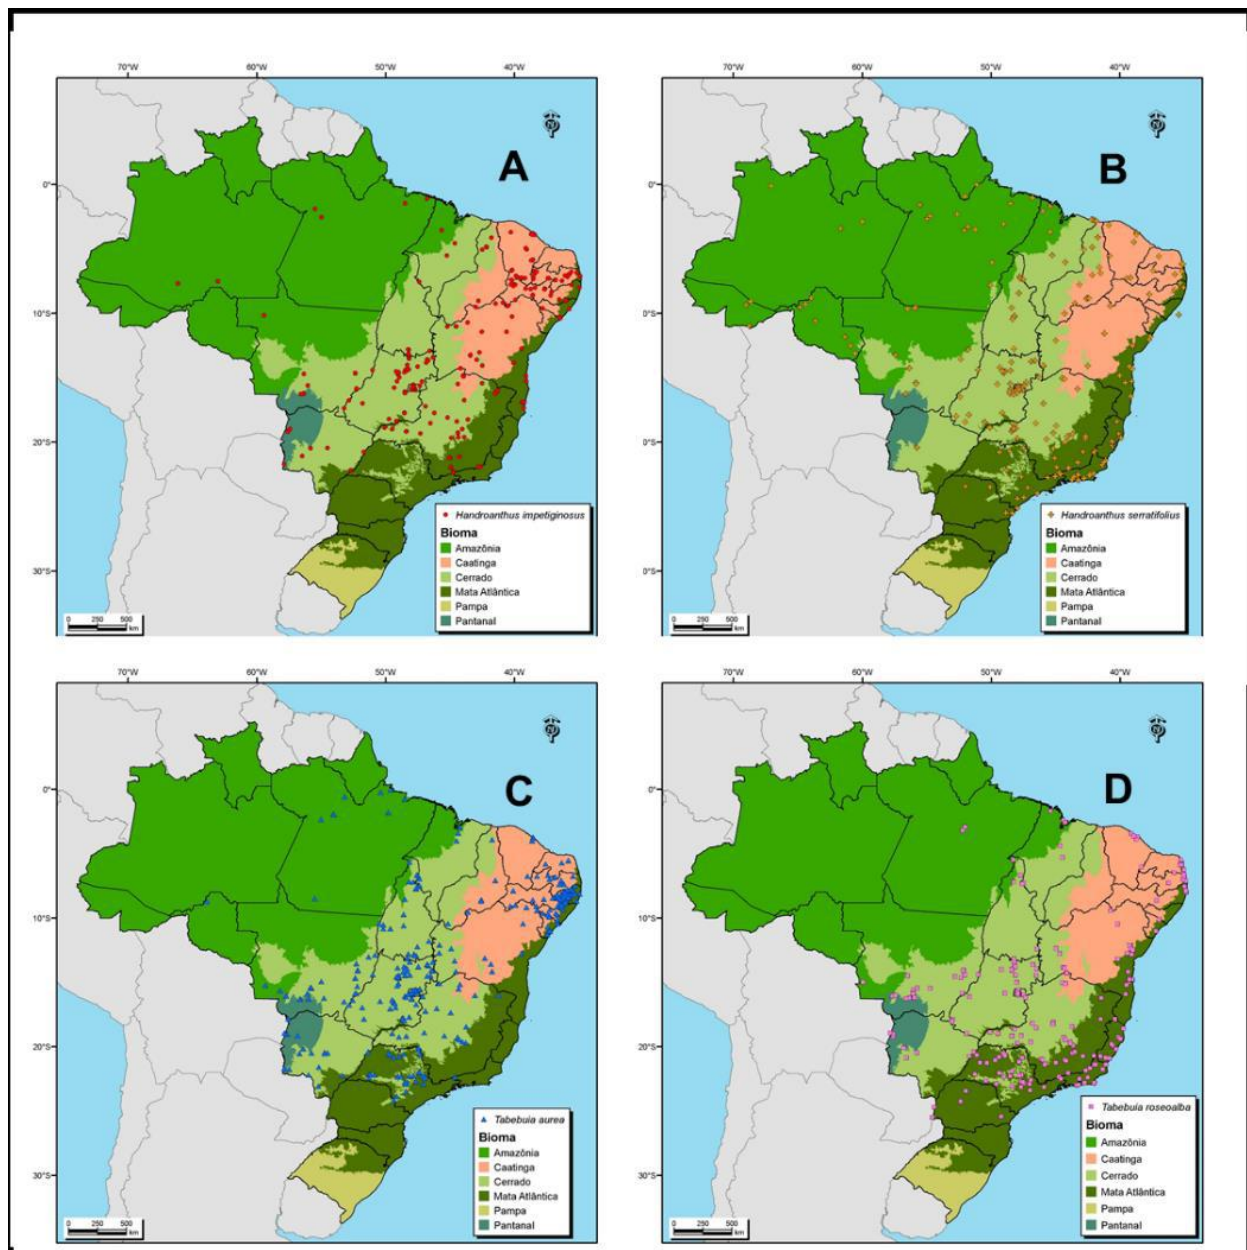 70°W 60°W 50°W 40°W
A
0°
10°S
20°S
30°S
Handroanthus impetiginosus
Bioma
Amazônia
Caatinga
Cerrado
Mata Atlântica
Pampa
Pantanal
0 250 500
km
70°W 60°W 50°W 40°W
B
0°
0°S
0°S
0°S
Handroanthus serratifolius
Bioma
Amazônia
Caatinga
Cerrado
Mata Atlântica
Pampa
Pantanal
0 250 500
km
70°W 60°W 50°W 40°W
C
0°
10°S
20°S
30°S
Tabebuia aurea
Bioma
Amazônia
Caatinga
Cerrado
Mata Atlântica
Pampa
Pantanal
0 250 500
km
70°W 60°W 50°W 40°W
D
0°
10°S
20°S
30°S
Tabebuia roseoalba
Bioma
Amazônia
Caatinga
Cerrado
Mata Atlântica
Pampa
Pantanal
0 250 500
km